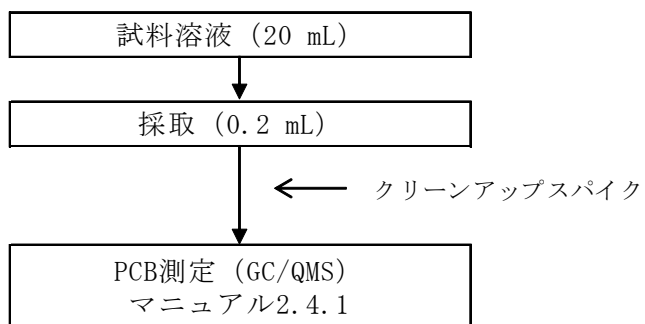 試料溶液 (20 mL)
採取 (0.2 mL)
クリーンアップスパイク
PCB測定 (GC/QMS)
マニュアル2.4.1